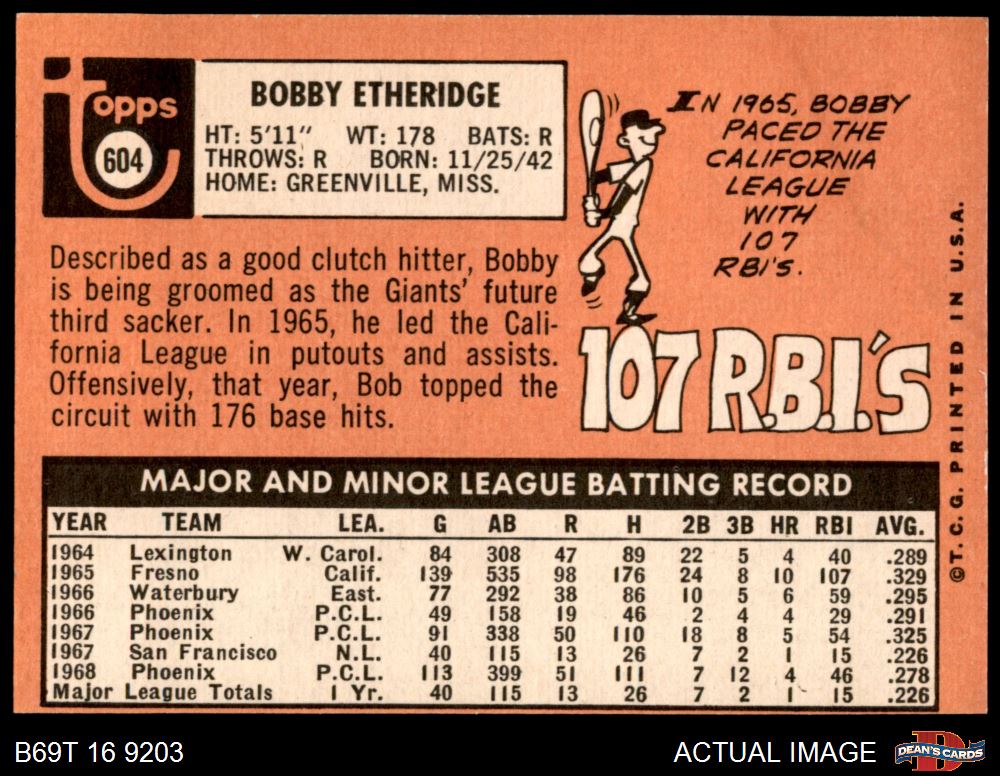 Topps
604
BOBBY ETHERIDGE
HT: 5'11" WT: 178 BATS: R
THROWS: R BORN: 11/25/42
HOME: GREENVILLE, MISS.
IN 1965, BOBBY
PACED THE
CALIFORNIA
LEAGUE
WITH
107
RBI'S.
107 R.B.I.'S
Described as a good clutch hitter, Bobby
is being groomed as the Giants' future
third sacker. In 1965, he led the Cali-
fornia League in putouts and assists.
Offensively, that year, Bob topped the
circuit with 176 base hits.
©T.C.G. PRINTED IN U.S.A.
MAJOR AND MINOR LEAGUE BATTING RECORD
YEAR TEAM LEA. G AB R H 2B 3B HR RBI AVG.
1964 Lexington W. Carol. 84 308 47 89 22 5 4 40 .289
1965 Fresno Calif. 139 535 98 176 24 8 10 107 .329
1966 Waterbury East. 77 292 38 86 10 5 6 59 .295
1966 Phoenix P.C.L. 49 158 19 46 2 4 4 29 .291
1967 Phoenix P.C.L. 91 338 50 110 18 8 5 54 .325
1967 San Francisco N.L. 40 115 13 26 7 2 1 15 .226
1968 Phoenix P.C.L. 113 399 51 111 7 12 4 46 .278
Major League Totals 1 Yr. 40 115 13 26 7 2 1 15 .226
B69T 16 9203
ACTUAL IMAGE
D
DEAN'S CARDS